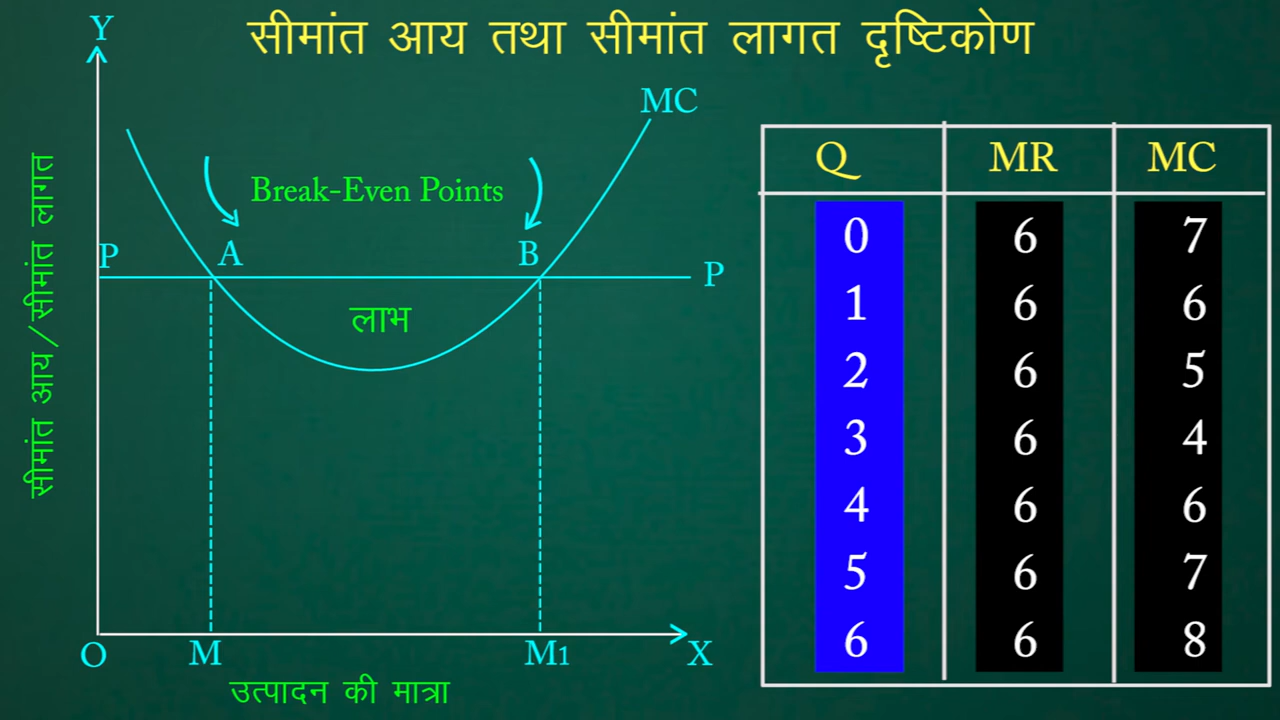 सीमांत आय तथा सीमांत लागत दृष्टिकोण
Y
MC
Break-Even Points
P
A
B
P
लाभ
सीमांत आय / सीमांत लागत
O
M
M1
X
उत्पादन की मात्रा
Q MR MC
0 6 7
1 6 6
2 6 5
3 6 4
4 6 6
5 6 7
6 6 8